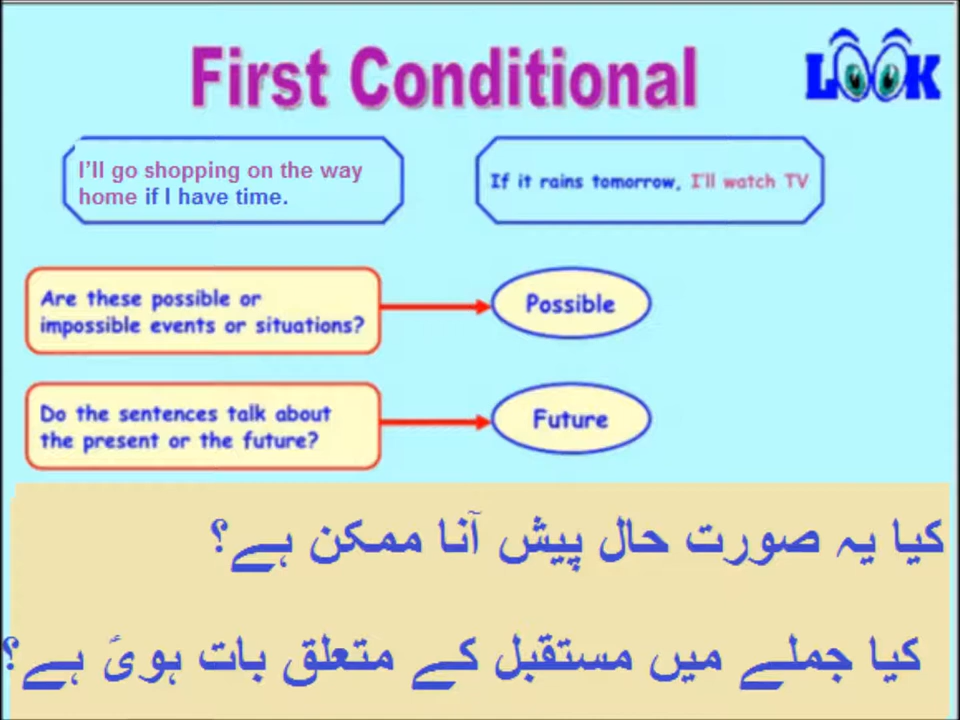 First Conditional
LOOK
I'll go shopping on the way
home if I have time.
If it rains tomorrow, I'll watch TV
Are these possible or
impossible events or situations?
Possible
Do the sentences talk about
the present or the future?
Future
کیا یہ صورت حال پیش آنا ممکن ہے؟
کیا جملے میں مستقبل کے متعلق بات ہویٔ ہے؟